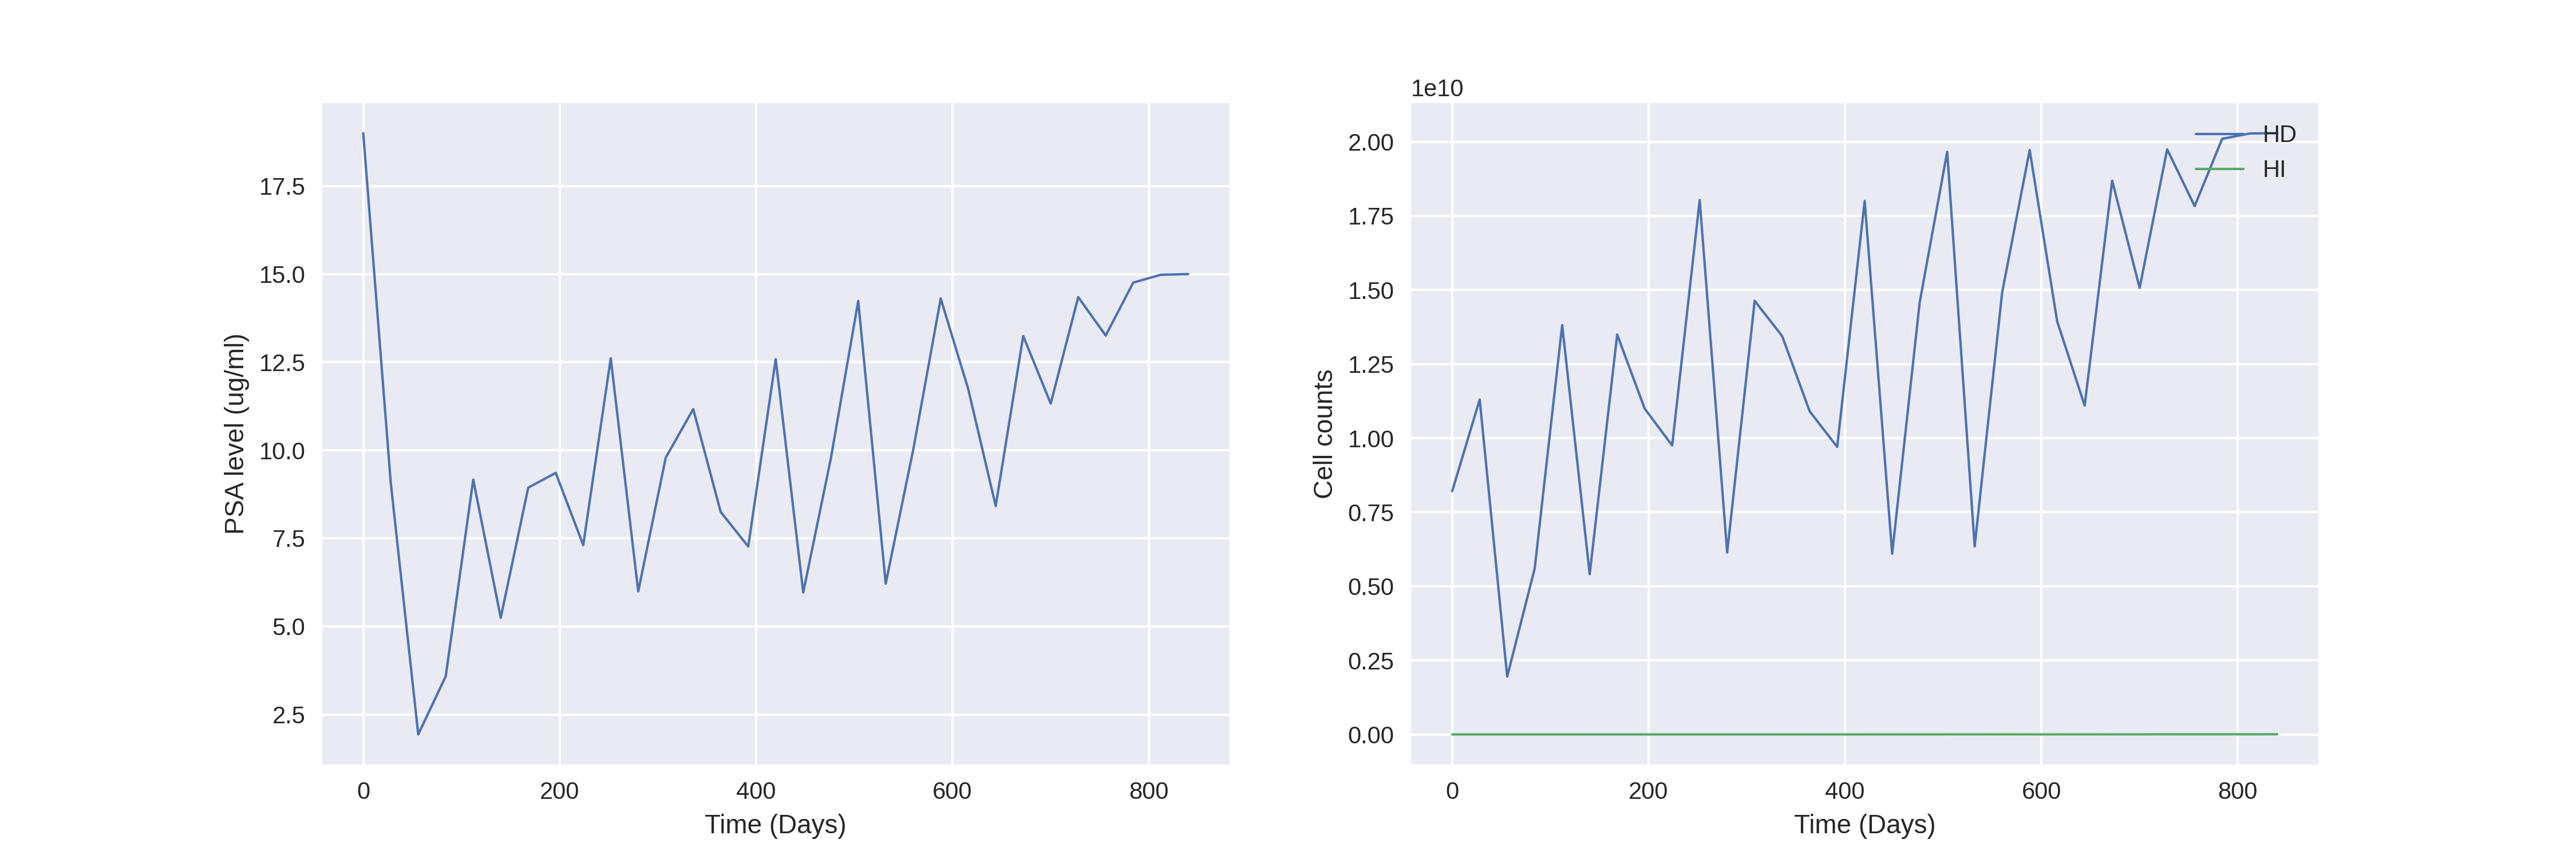 PSA level (ug/ml)
17.5
15.0
12.5
10.0
7.5
5.0
2.5
0 200 400 600 800
Time (Days)
1e10
Cell counts
2.00
1.75
1.50
1.25
1.00
0.75
0.50
0.25
0.00
HD
HI
0 200 400 600 800
Time (Days)